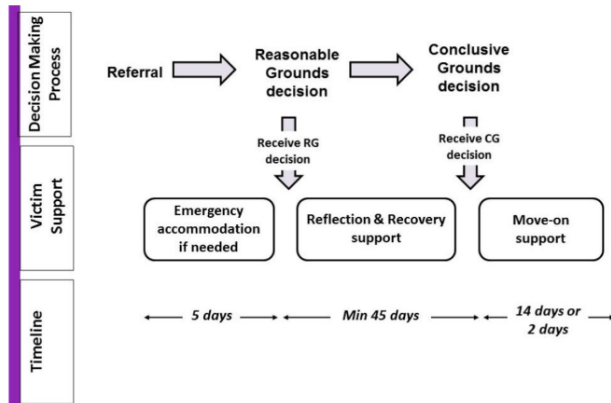 Decision Making
Process
Referral
Reasonable
Grounds
decision
Conclusive
Grounds
decision
Receive RG
decision
Receive CG
decision
Victim
Support
Emergency
accommodation
if needed
Reflection & Recovery
support
Move-on
support
Timeline
5 days
Min 45 days
14 days or
2 days